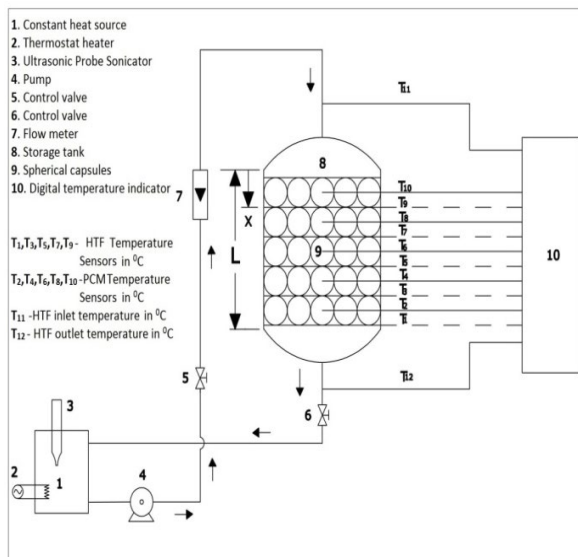 1. Constant heat source
2. Thermostat heater
3. Ultrasonic Probe Sonicator
4. Pump
5. Control valve
6. Control valve
7. Flow meter
8. Storage tank
9. Spherical capsules
10. Digital temperature indicator
T₁,T₃,T₅,T₇,T₉- HTF Temperature
Sensors in ⁰C
T₂,T₄,T₆,T₈,T₁₀-PCM Temperature
Sensors in ⁰C
T₁₁ -HTF inlet temperature in ⁰C
T₁₂ - HTF outlet temperature in ⁰C
T₁₁
8
T₁₀
T₉
T₈
T₇
T₆
T₅
T₄
T₃
T₂
T₁
T₁₂
7
X
L
9
10
5
6
3
2
1
4